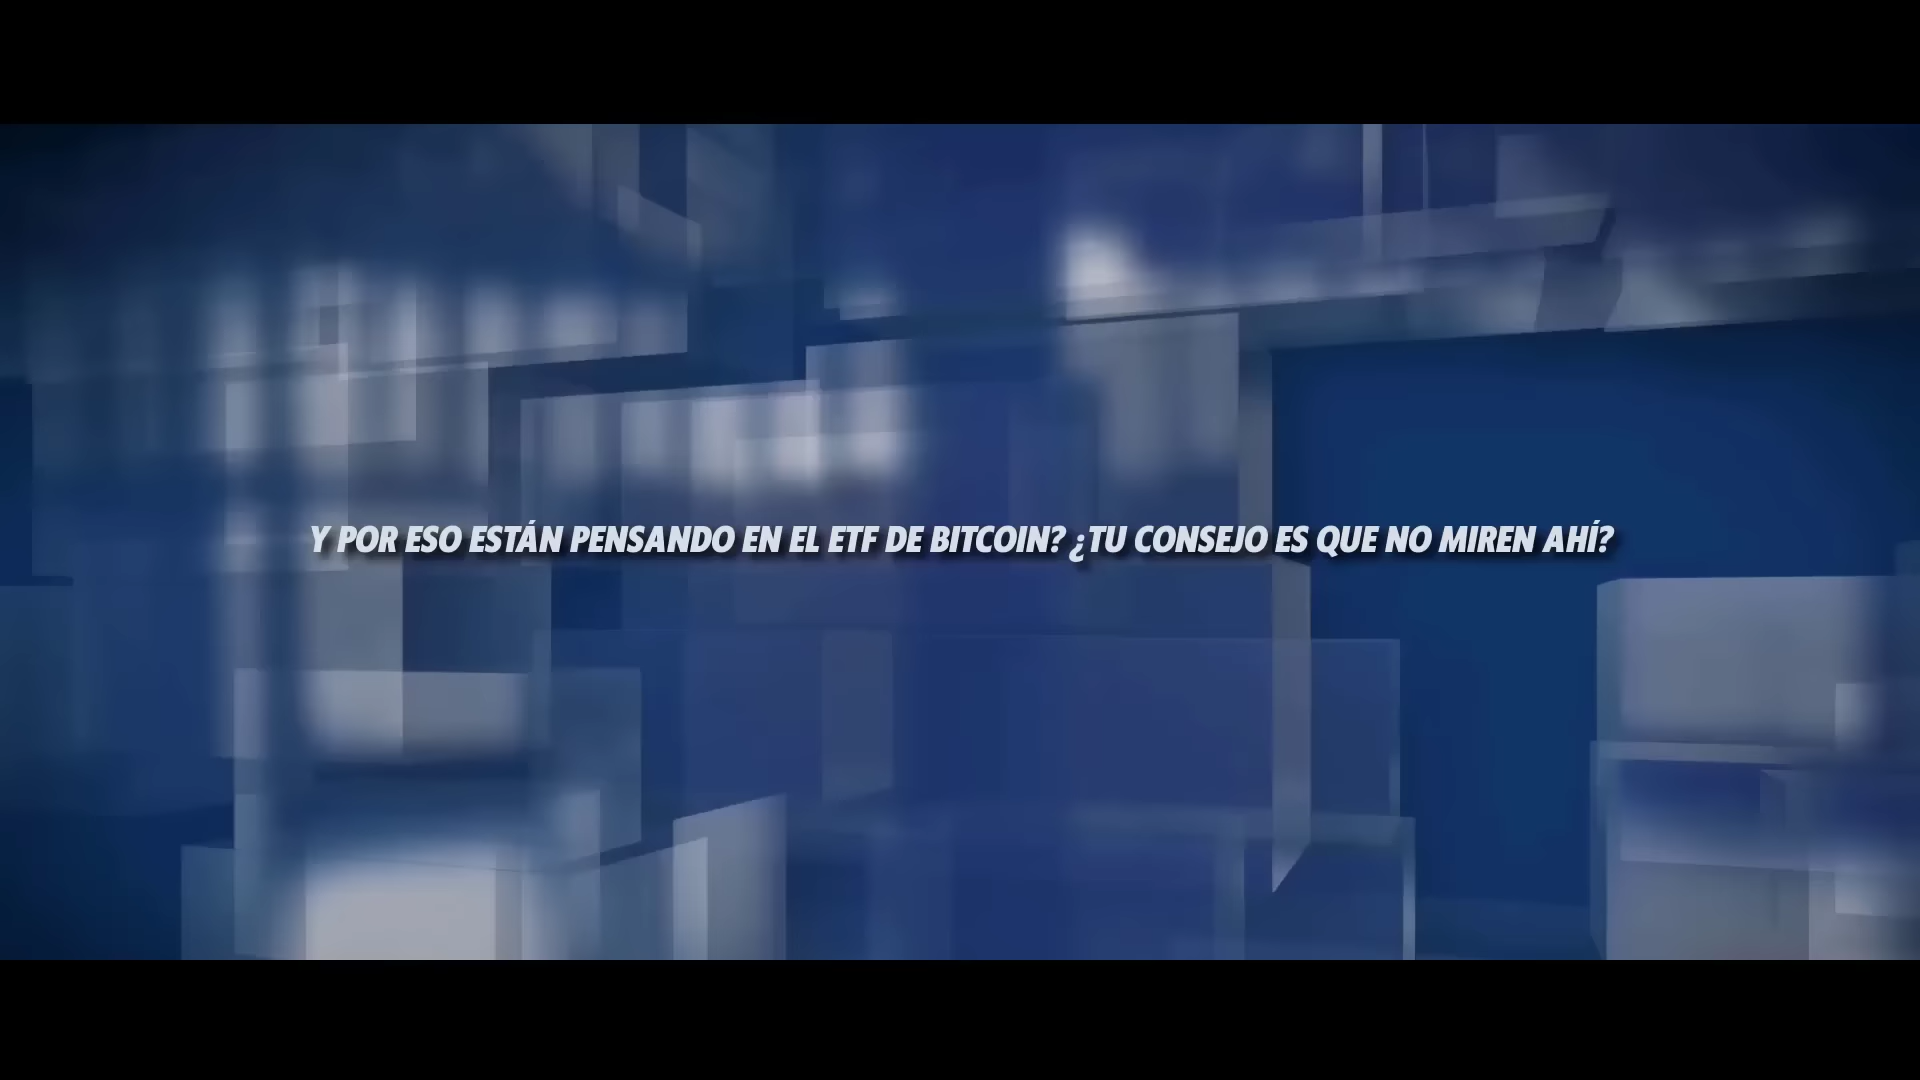 Y POR ESO ESTÁN PENSANDO EN EL ETF DE BITCOIN? ¿TU CONSEJO ES QUE NO MIREN AHÍ?